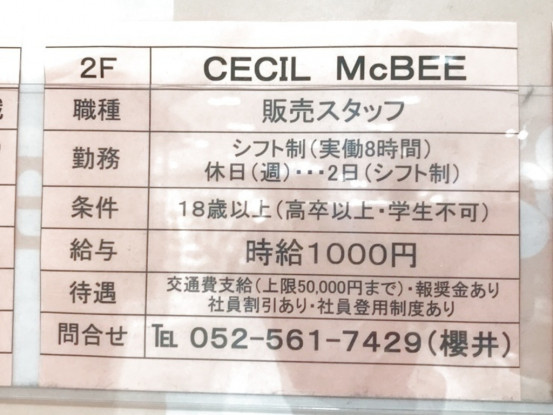 2F CECIL McBEE
職種 販売スタッフ
勤務 シフト制(実働8時間)
休日(週)･･･2日(シフト制)
条件 18歳以上(高卒以上・学生不可)
給与 時給1000円
待遇 交通費支給(上限50,000円まで)・報奨金あり
社員割引あり・社員登用制度あり
問合せ ℡ 052-561-7429(櫻井)